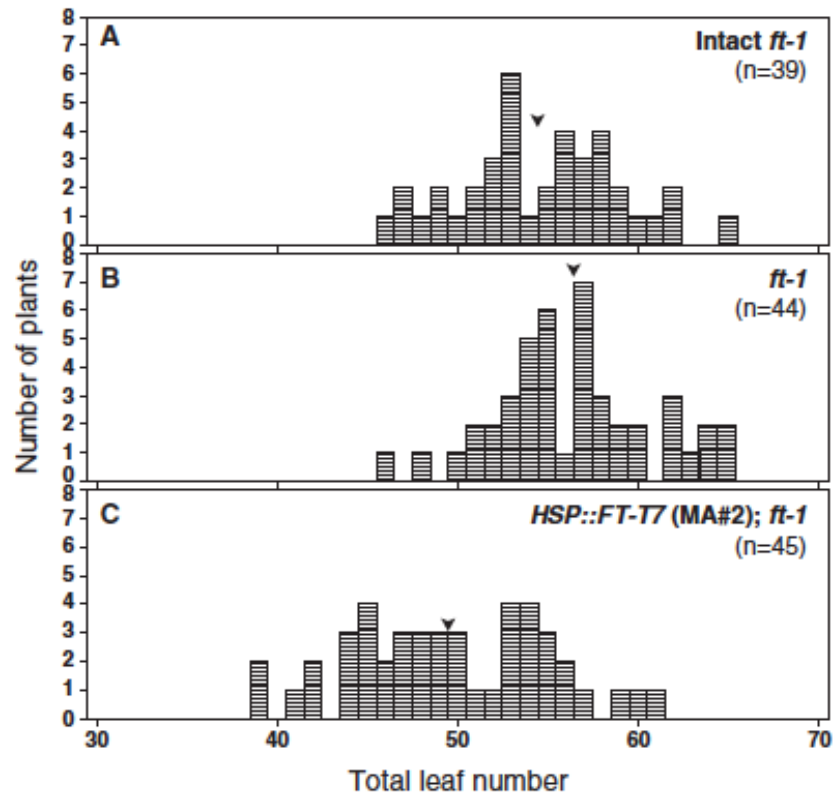 8
7
6
5
4
3
2
1
0
A
Intact ft-1
(n=39)
8
7
6
5
4
3
2
1
0
B
ft-1
(n=44)
8
7
6
5
4
3
2
1
0
C
HSP::FT-T7 (MA#2); ft-1
(n=45)
Number of plants
30 40 50 60 70
Total leaf number